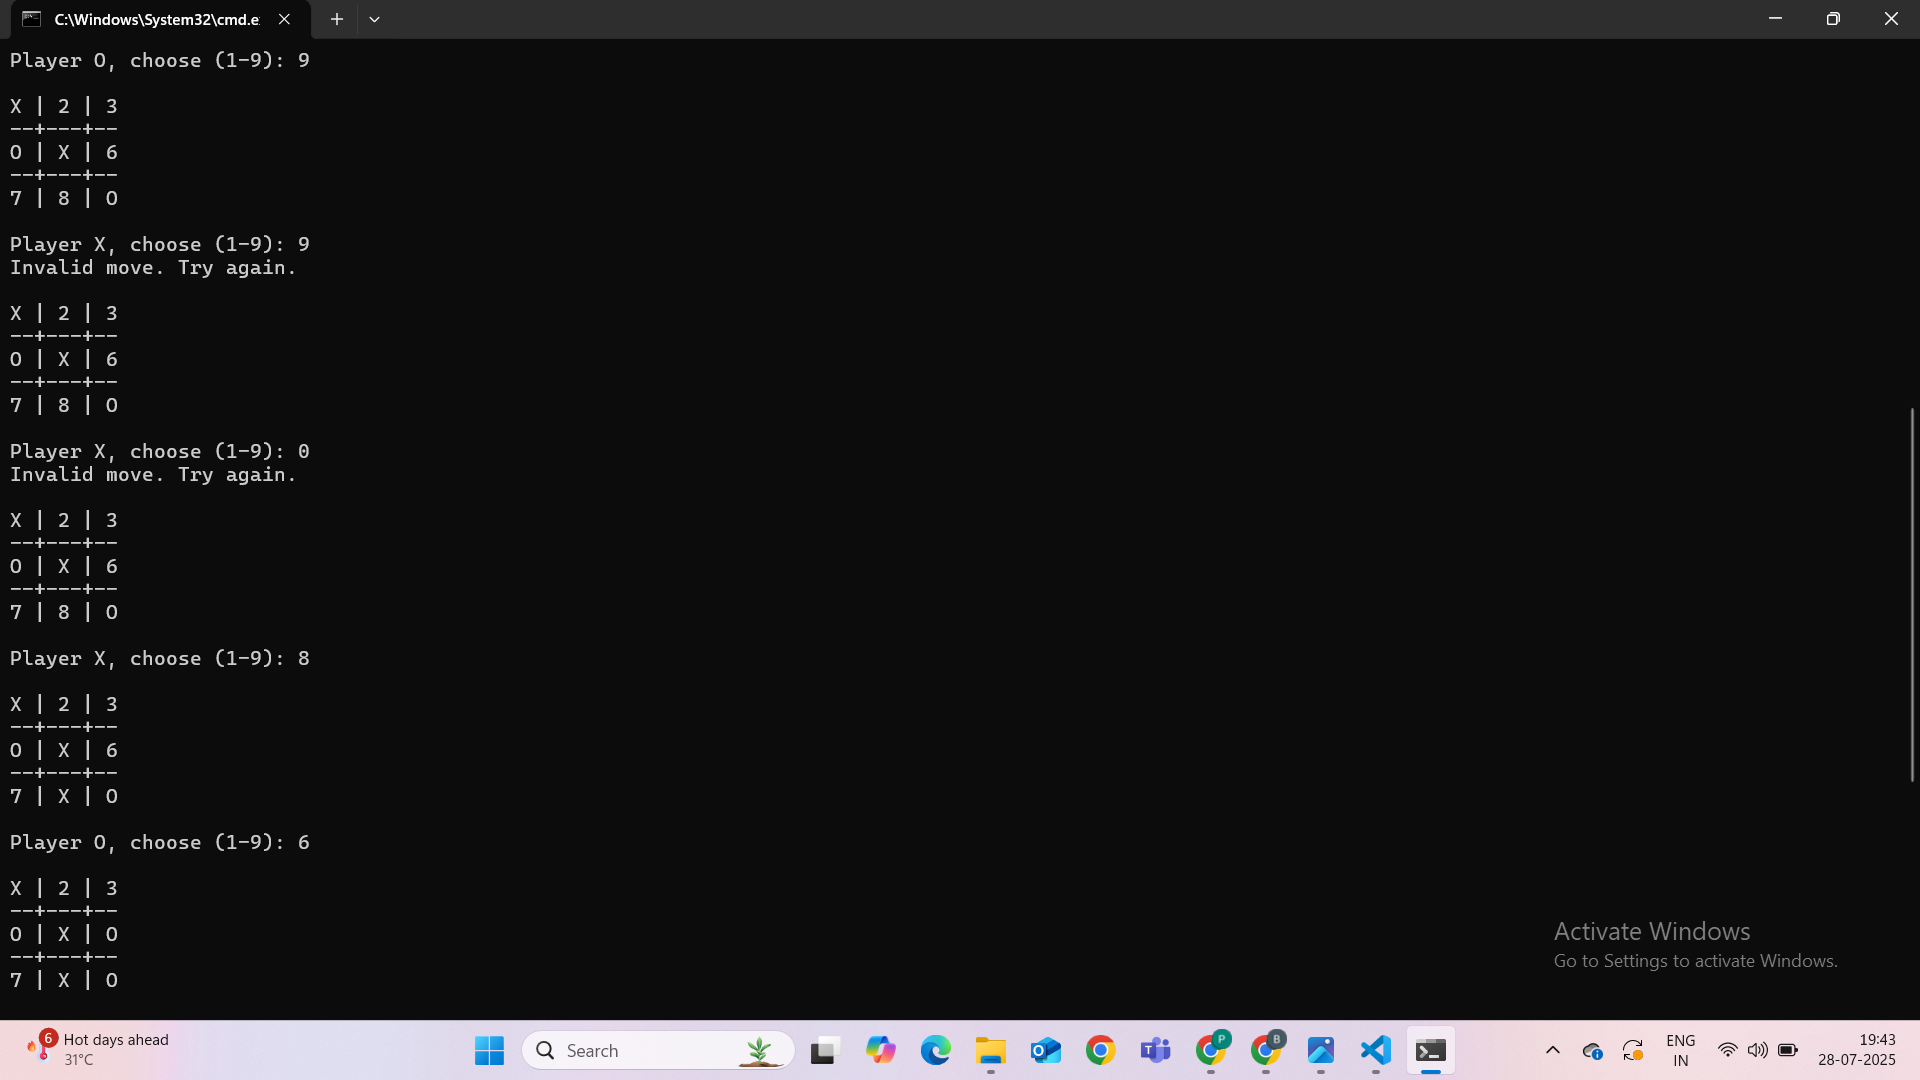 C:\Windows\System32\cmd.e
Player O, choose (1-9): 9
X | 2 | 3
--+---+--
O | X | 6
--+---+--
7 | 8 | O
Player X, choose (1-9): 9
Invalid move. Try again.
X | 2 | 3
--+---+--
O | X | 6
--+---+--
7 | 8 | O
Player X, choose (1-9): 0
Invalid move. Try again.
X | 2 | 3
--+---+--
O | X | 6
--+---+--
7 | 8 | O
Player X, choose (1-9): 8
X | 2 | 3
--+---+--
O | X | 6
--+---+--
7 | X | O
Player O, choose (1-9): 6
X | 2 | 3
--+---+--
O | X | O
--+---+--
7 | X | O
Activate Windows
Go to Settings to activate Windows.
6
Hot days ahead
31°C
Search
P
B
ENG
IN
19:43
28-07-2025